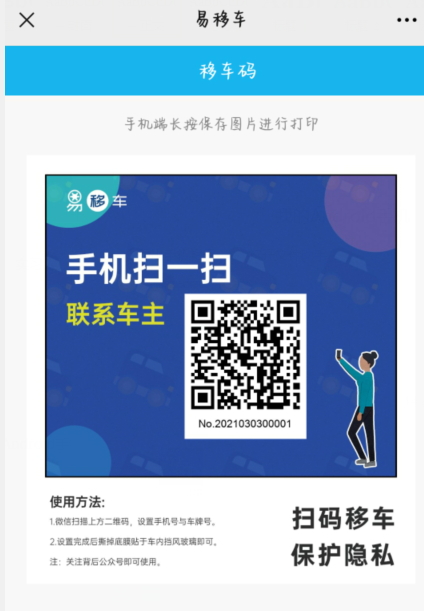 易移车
移车码
手机端长按保存图片进行打印
易移车
手机扫一扫
联系车主
No.2021030300001
使用方法:
1.微信扫描上方二维码，设置手机号与车牌号。
2.设置完成后撕掉底膜贴于车内挡风玻璃即可。
注：关注背后公众号即可使用。
扫码移车
保护隐私